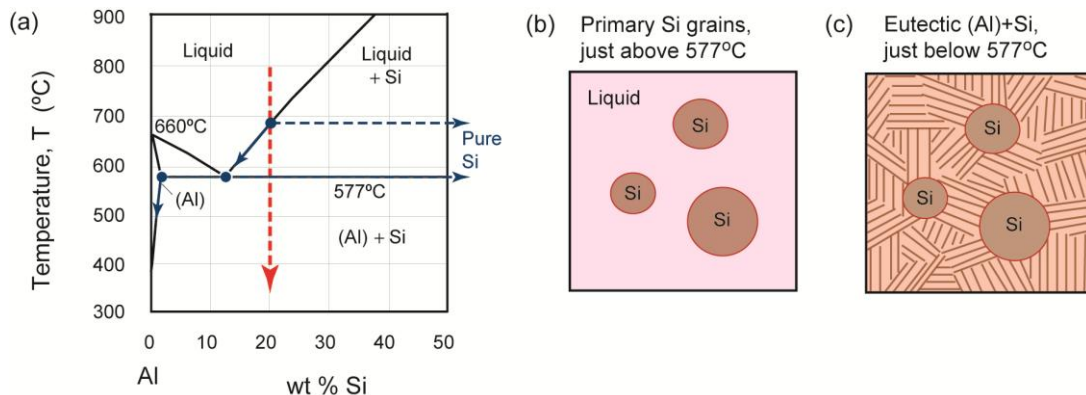 (a)
Temperature, T (ºC)
900
800
700
600
500
400
300
Liquid
Liquid
+ Si
660ºC
Pure
Si
577ºC
(Al)
(Al) + Si
0
10
20
30
40
50
Al
wt % Si
(b)
Primary Si grains,
just above 577ºC
Liquid
Si
Si
Si
(c)
Eutectic (Al)+Si,
just below 577ºC
Si
Si
Si